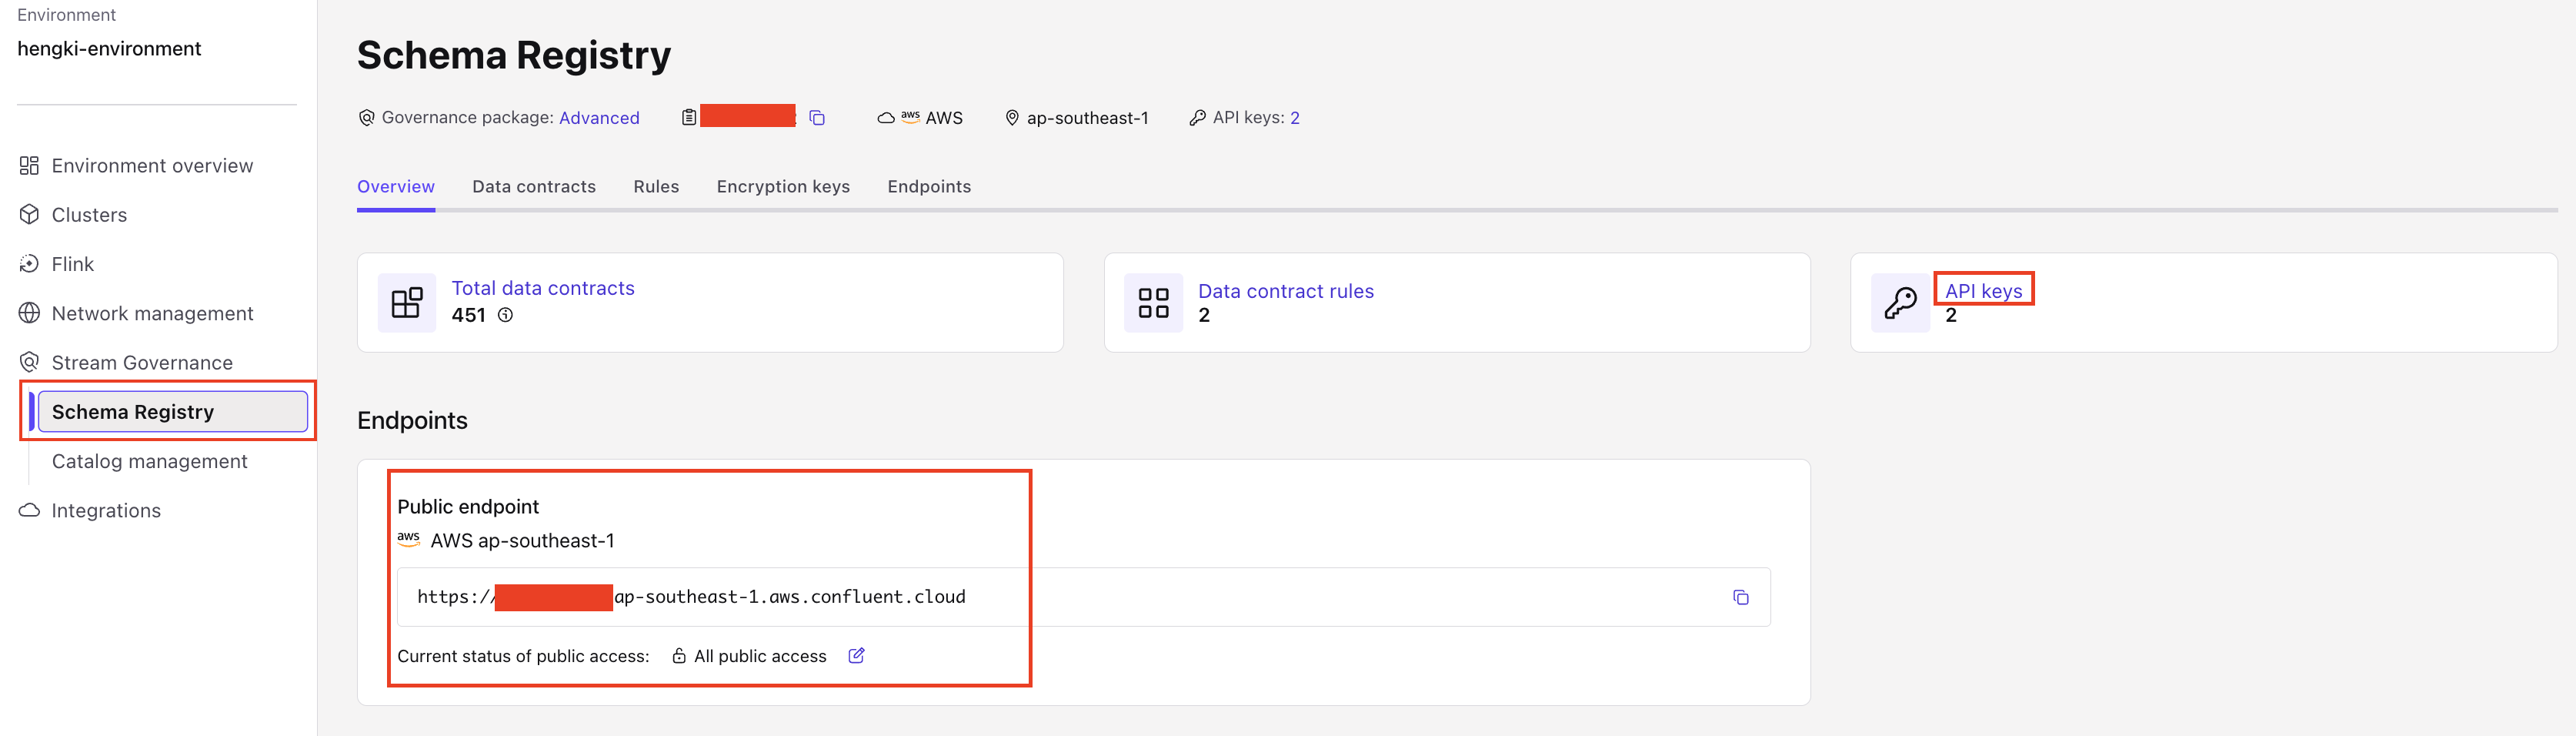 Environment
hengki-environment
Environment overview
Clusters
Flink
Network management
Stream Governance
Schema Registry
Catalog management
Integrations
Schema Registry
Governance package: Advanced
aws AWS
ap-southeast-1
API keys: 2
Overview Data contracts Rules Encryption keys Endpoints
Total data contracts
451
Data contract rules
2
API keys
2
Endpoints
Public endpoint
aws AWS ap-southeast-1
https:// ap-southeast-1.aws.confluent.cloud
Current status of public access: All public access